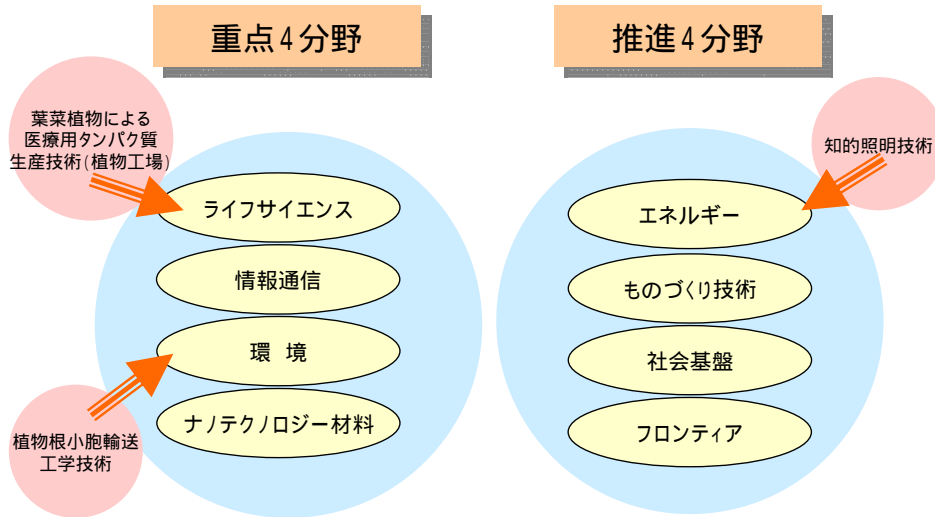 重点4分野
推進4分野
葉菜植物による
医療用タンパク質
生産技術(植物工場)
ライフサイエンス
情報通信
環 境
ナノテクノロジー材料
植物根小胞輸送
工学技術
知的照明技術
エネルギー
ものづくり技術
社会基盤
フロンティア